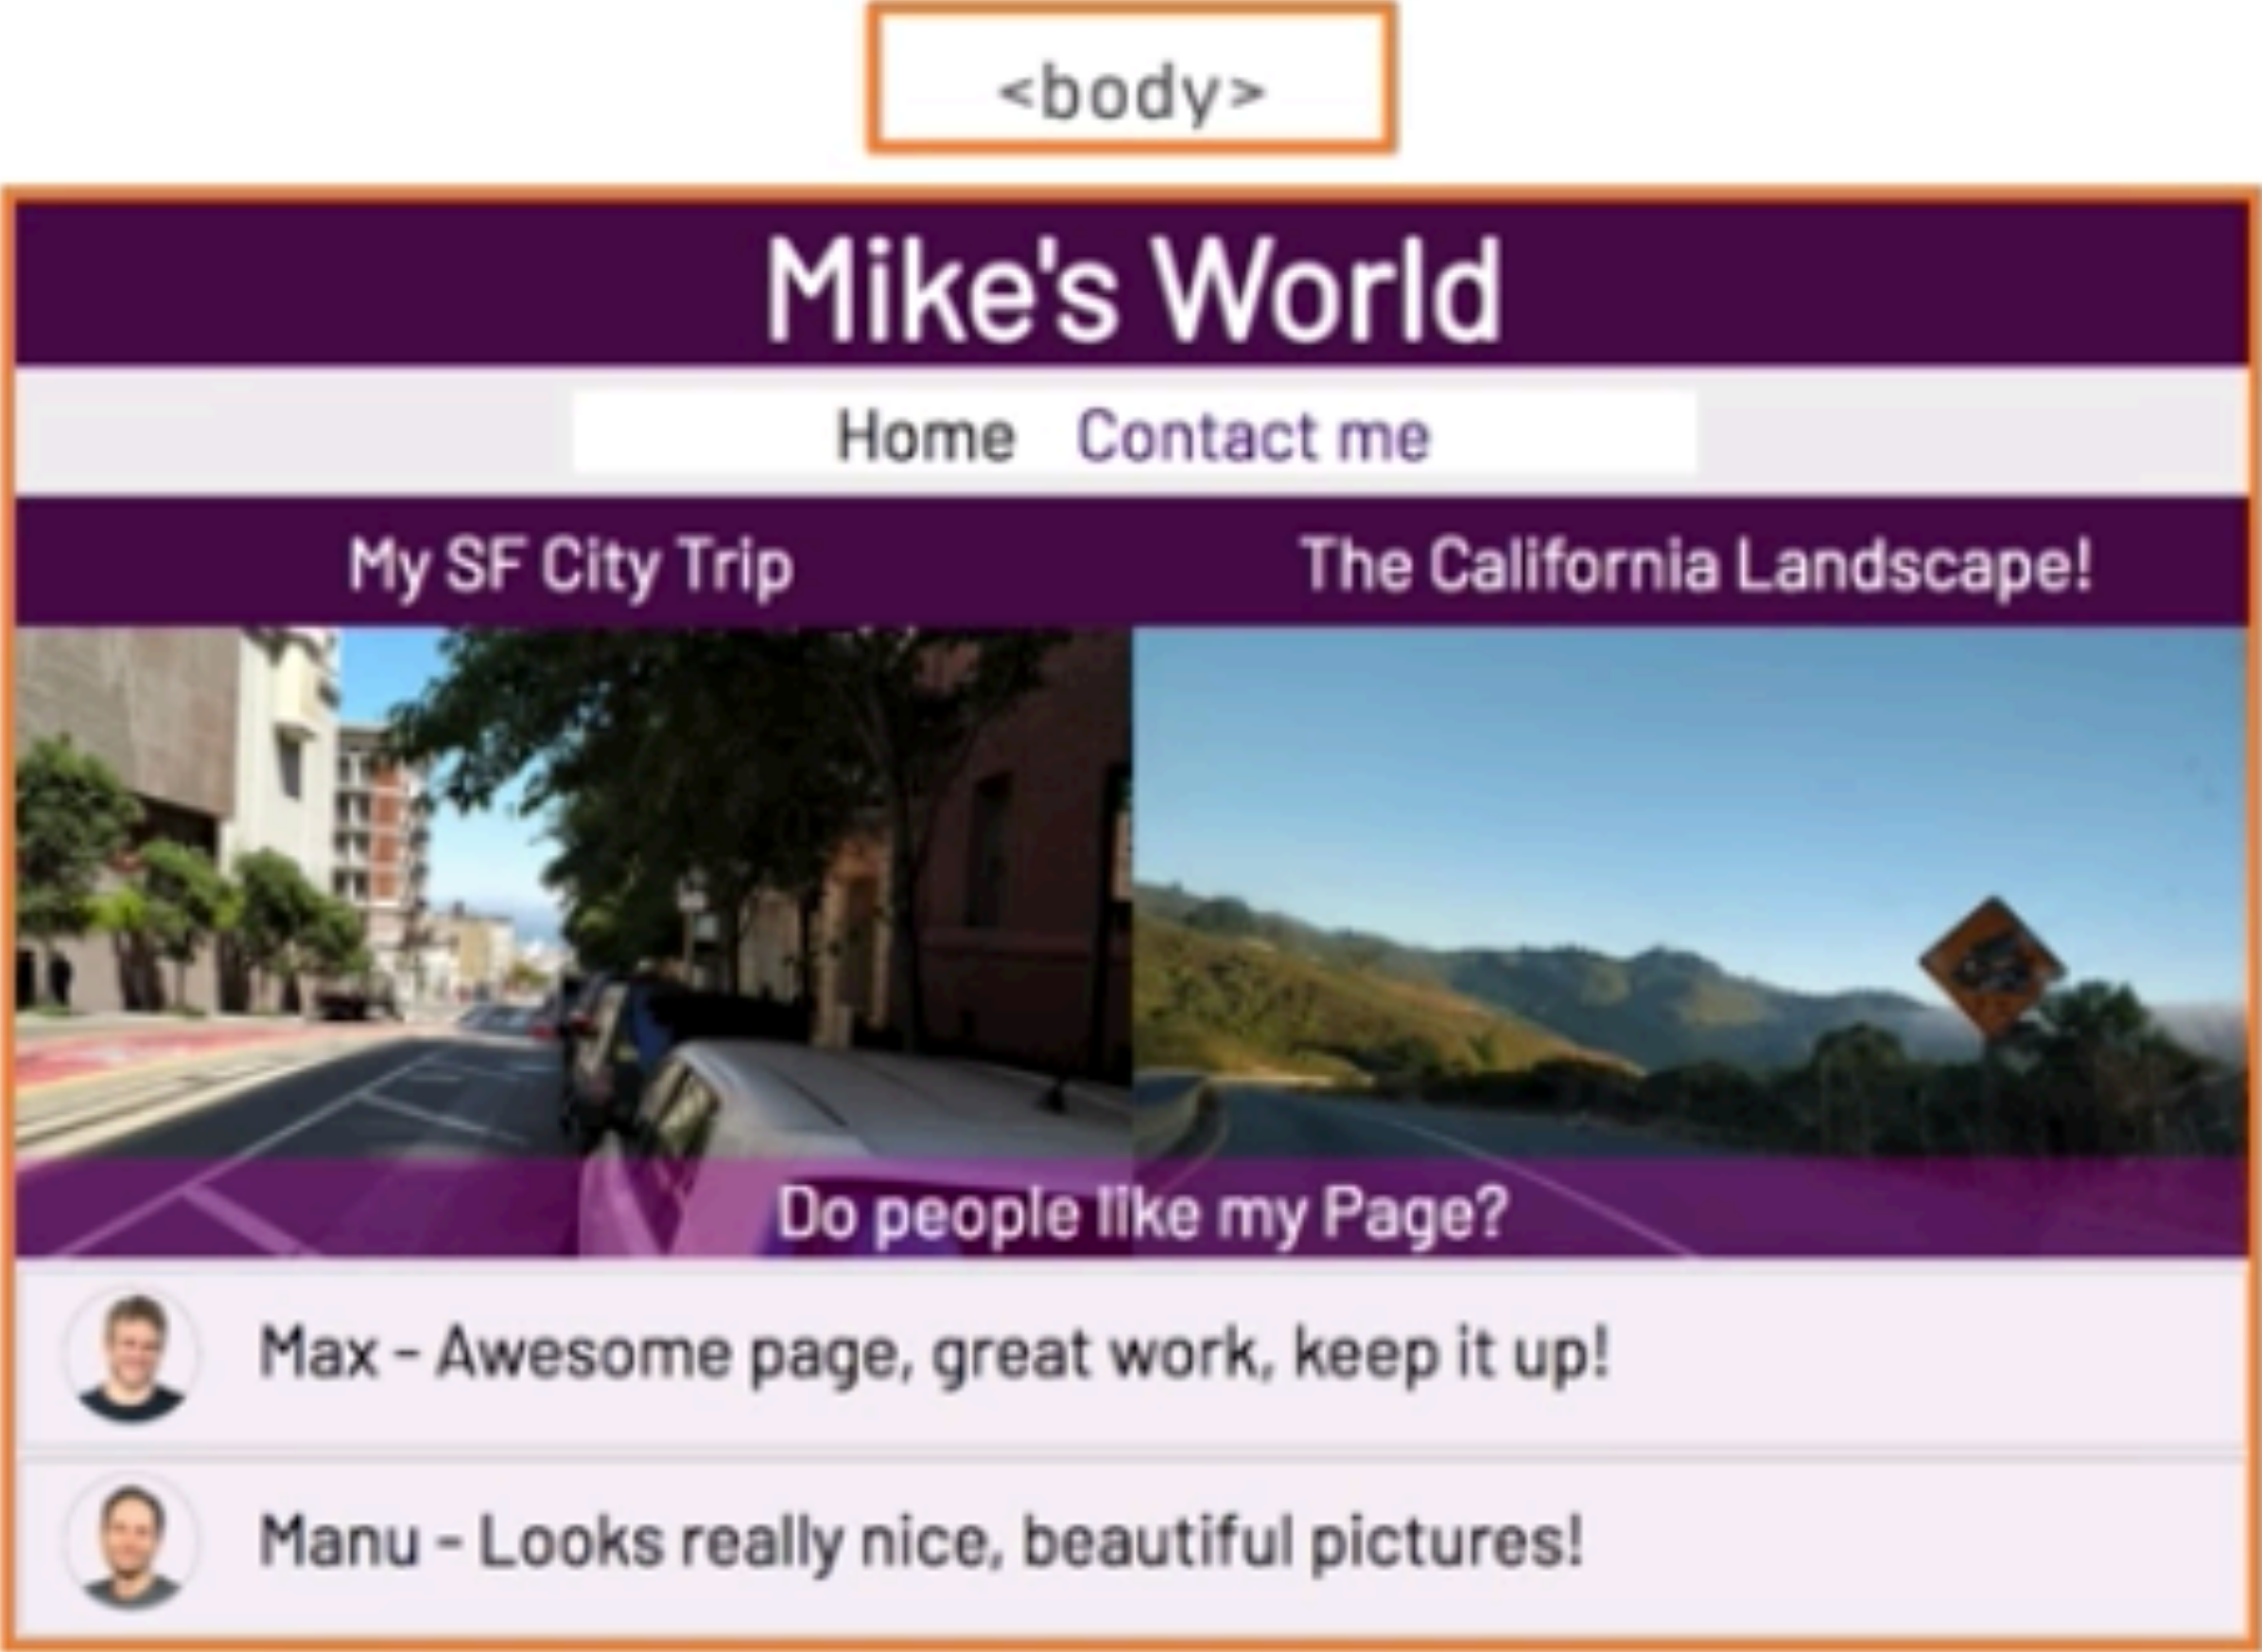 <body>
Mike's World
Home Contact me
My SF City Trip
The California Landscape!
Do people like my Page?
Max - Awesome page, great work, keep it up!
Manu - Looks really nice, beautiful pictures!